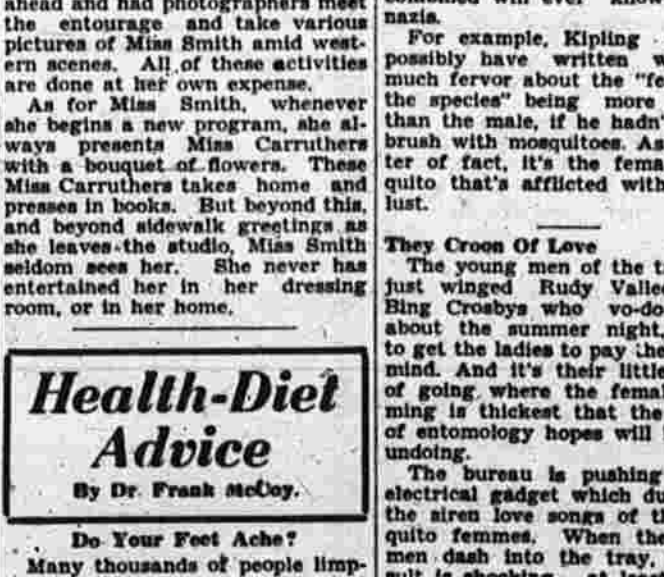 ahead and had photographers meet
the entourage and take various
pictures of Miss Smith amid west-
ern scenes. All of these activities
are done at her own expense.
As for Miss Smith, whenever
she begins a new program, she al-
ways presents Miss Carruthers
with a bouquet of flowers. These
Miss Carruthers takes home and
presses in books. But beyond this,
and beyond sidewalk greetings as
she leaves the studio, Miss Smith
seldom sees her. She never has
entertained her in her dressing
room, or in her home.
Health-Diet
Advice
By Dr. Frank McCoy.
Do Your Feet Ache?
Many thousands of people limp-
nazis.
For example, Kipling
possibly have written
much fervor about the "fe
the species" being more
than the male, if he hadn'
brush with mosquitoes. As
ter of fact, it's the fema
quito that's afflicted with
lust.
They Croon Of Love
The young men of the t
just winged Rudy Vallee
Bing Crosbys who vo-do
about the summer night
to get the ladies to pay the
mind. And it's their little
of going where the fema
ming is thickest that the
of entomology hopes will
undoing.
The bureau is pushing
electrical gadget which du
the siren love songs of t
quito femmes. When the
men dash into the tray,